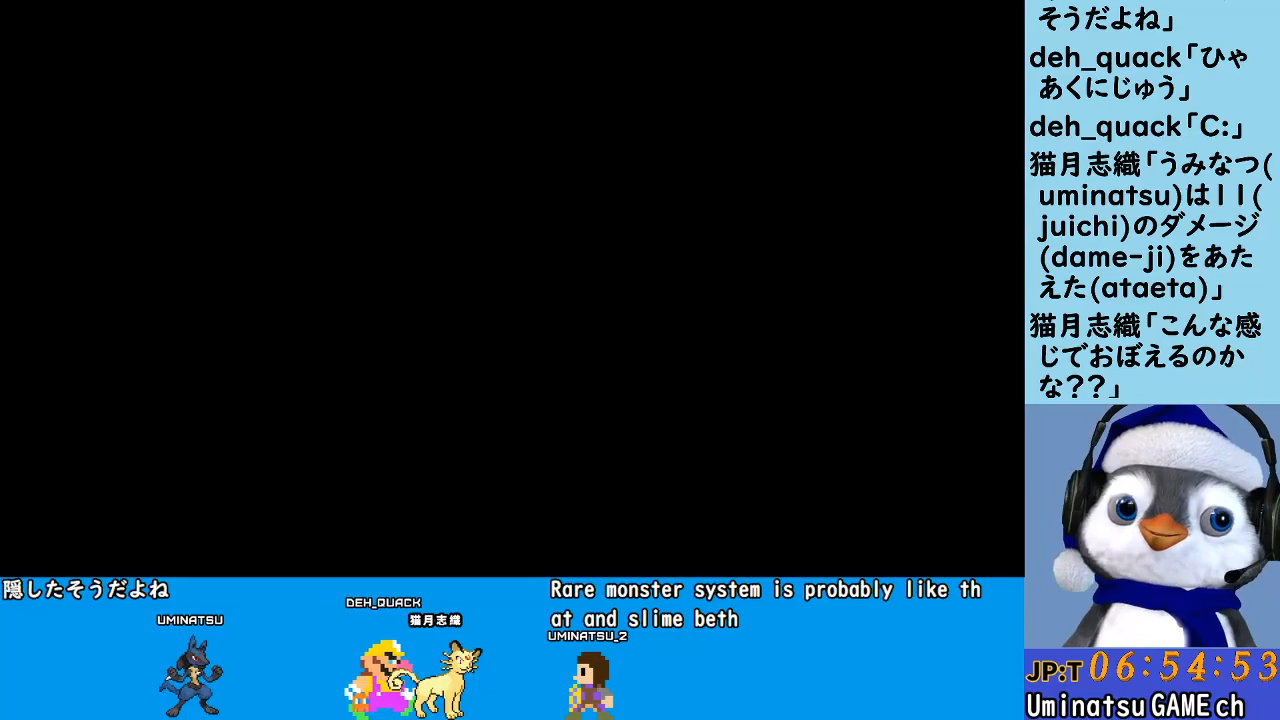 そうだよね」
deh_quack「ひゃ
あくにじゅう」
deh_quack「C:」
猫月志織「うみなつ(
uminatsu)は11(
juichi)のダメージ
(dame-ji)をあた
えた(ataeta)」
猫月志織「こんな感
じでおぼえるのか
な??」
隠したそうだよね
Rare monster system is probably like th
at and slime beth
UMINATSU
DEH_QUACK
猫月志織
UMINATSU_2
JP:T 06:54:53
Uminatsu GAME ch